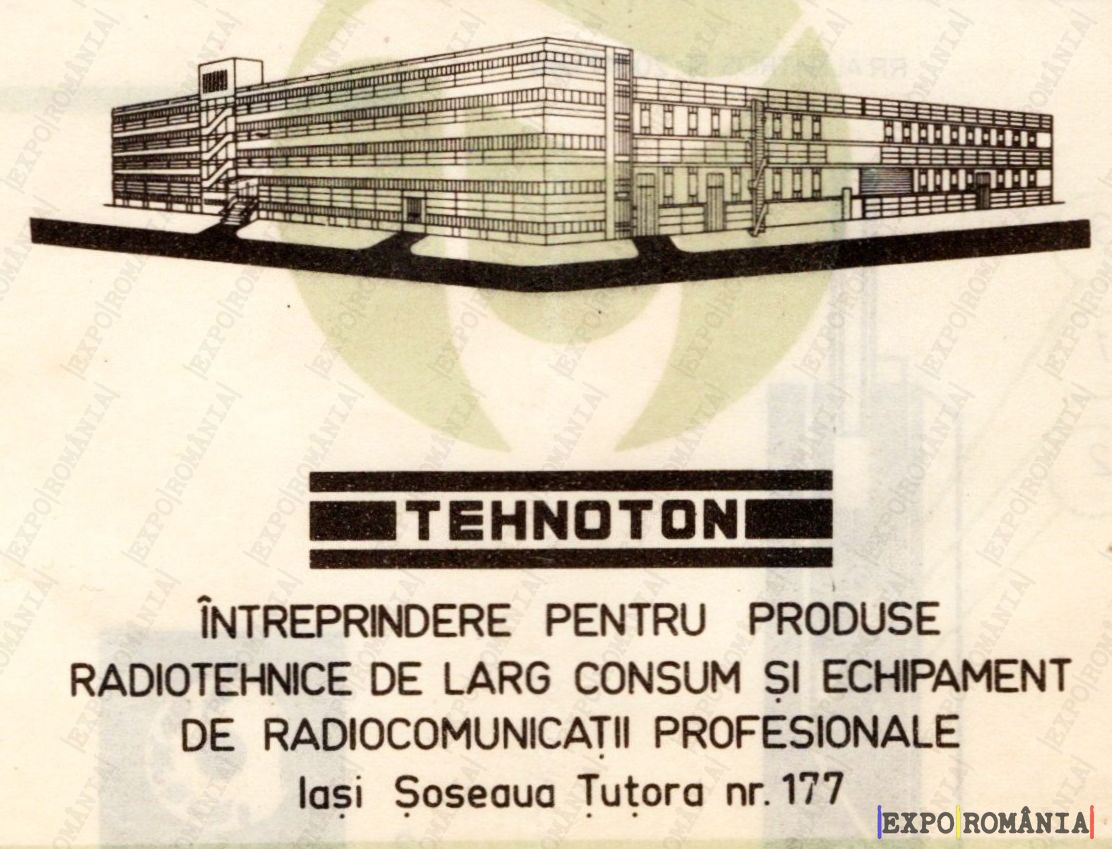 TEHNOTON
ÎNTREPRINDERE PENTRU PRODUSE
RADIOTEHNICE DE LARG CONSUM ȘI ECHIPAMENT
DE RADIOCOMUNICAȚII PROFESIONALE
Iași Șoseaua Țuțora nr. 177
|EXPO|ROMÂNIA|